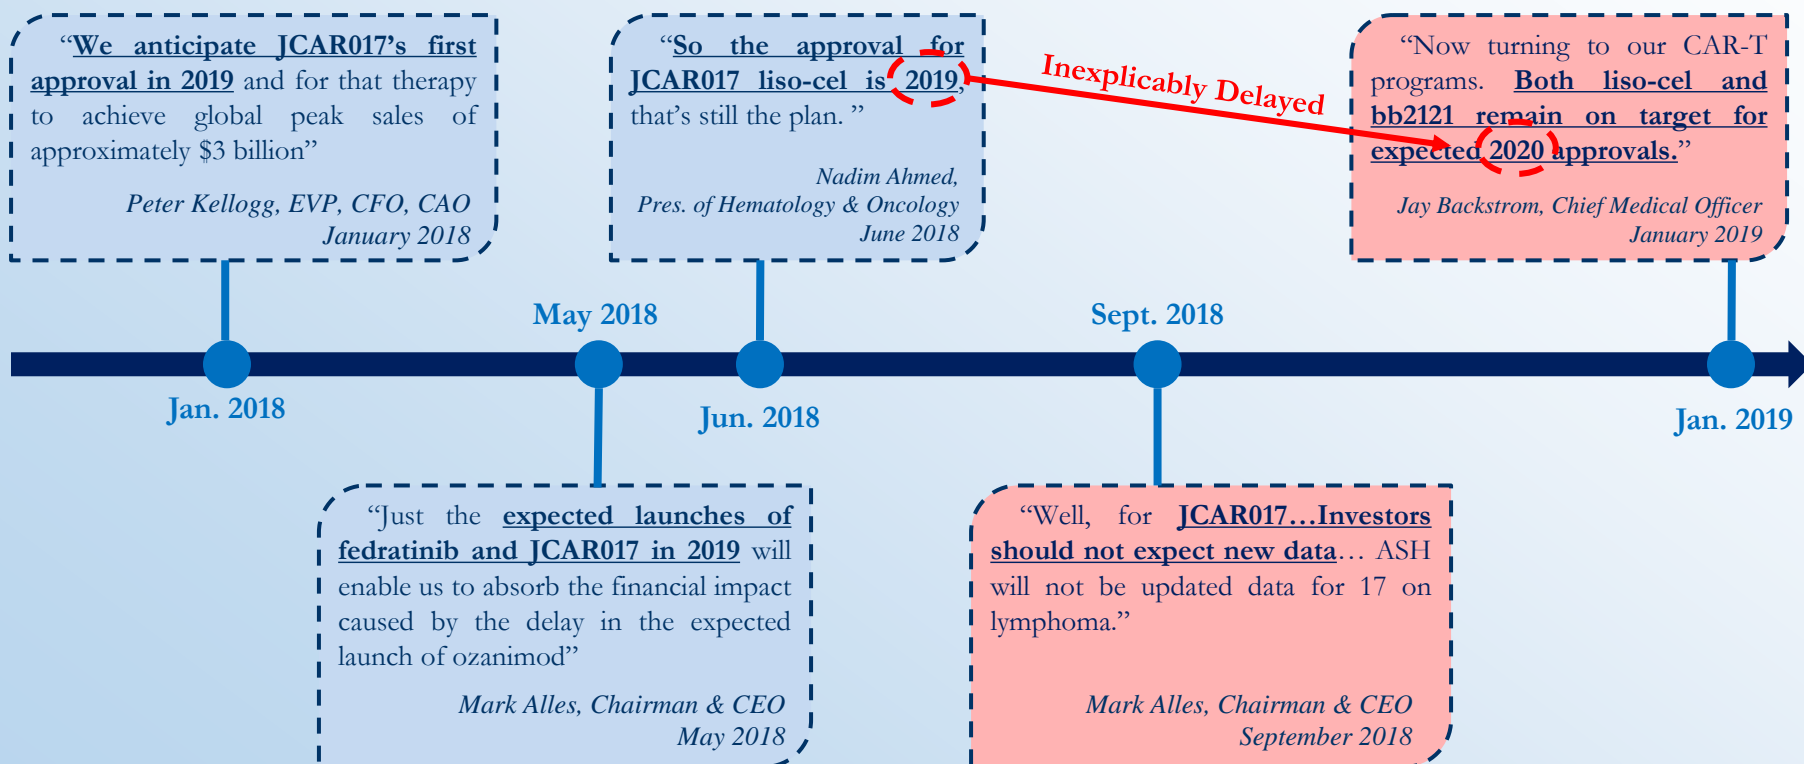 “We anticipate JCAR017’s first
approval in 2019 and for that therapy
to achieve global peak sales of
approximately $3 billion”
Peter Kellogg, EVP, CFO, CAO
January 2018
“So the approval for
JCAR017 liso-cel is 2019,
that’s still the plan. ”
Nadim Ahmed,
Pres. of Hematology & Oncology
June 2018
Inexplicably Delayed
“Now turning to our CAR-T
programs. Both liso-cel and
bb2121 remain on target for
expected 2020 approvals.”
Jay Backstrom, Chief Medical Officer
January 2019
May 2018
Sept. 2018
Jan. 2018
Jun. 2018
Jan. 2019
“Just the expected launches of
fedratinib and JCAR017 in 2019 will
enable us to absorb the financial impact
caused by the delay in the expected
launch of ozanimod”
Mark Alles, Chairman & CEO
May 2018
“Well, for JCAR017…Investors
should not expect new data… ASH
will not be updated data for 17 on
lymphoma.”
Mark Alles, Chairman & CEO
September 2018